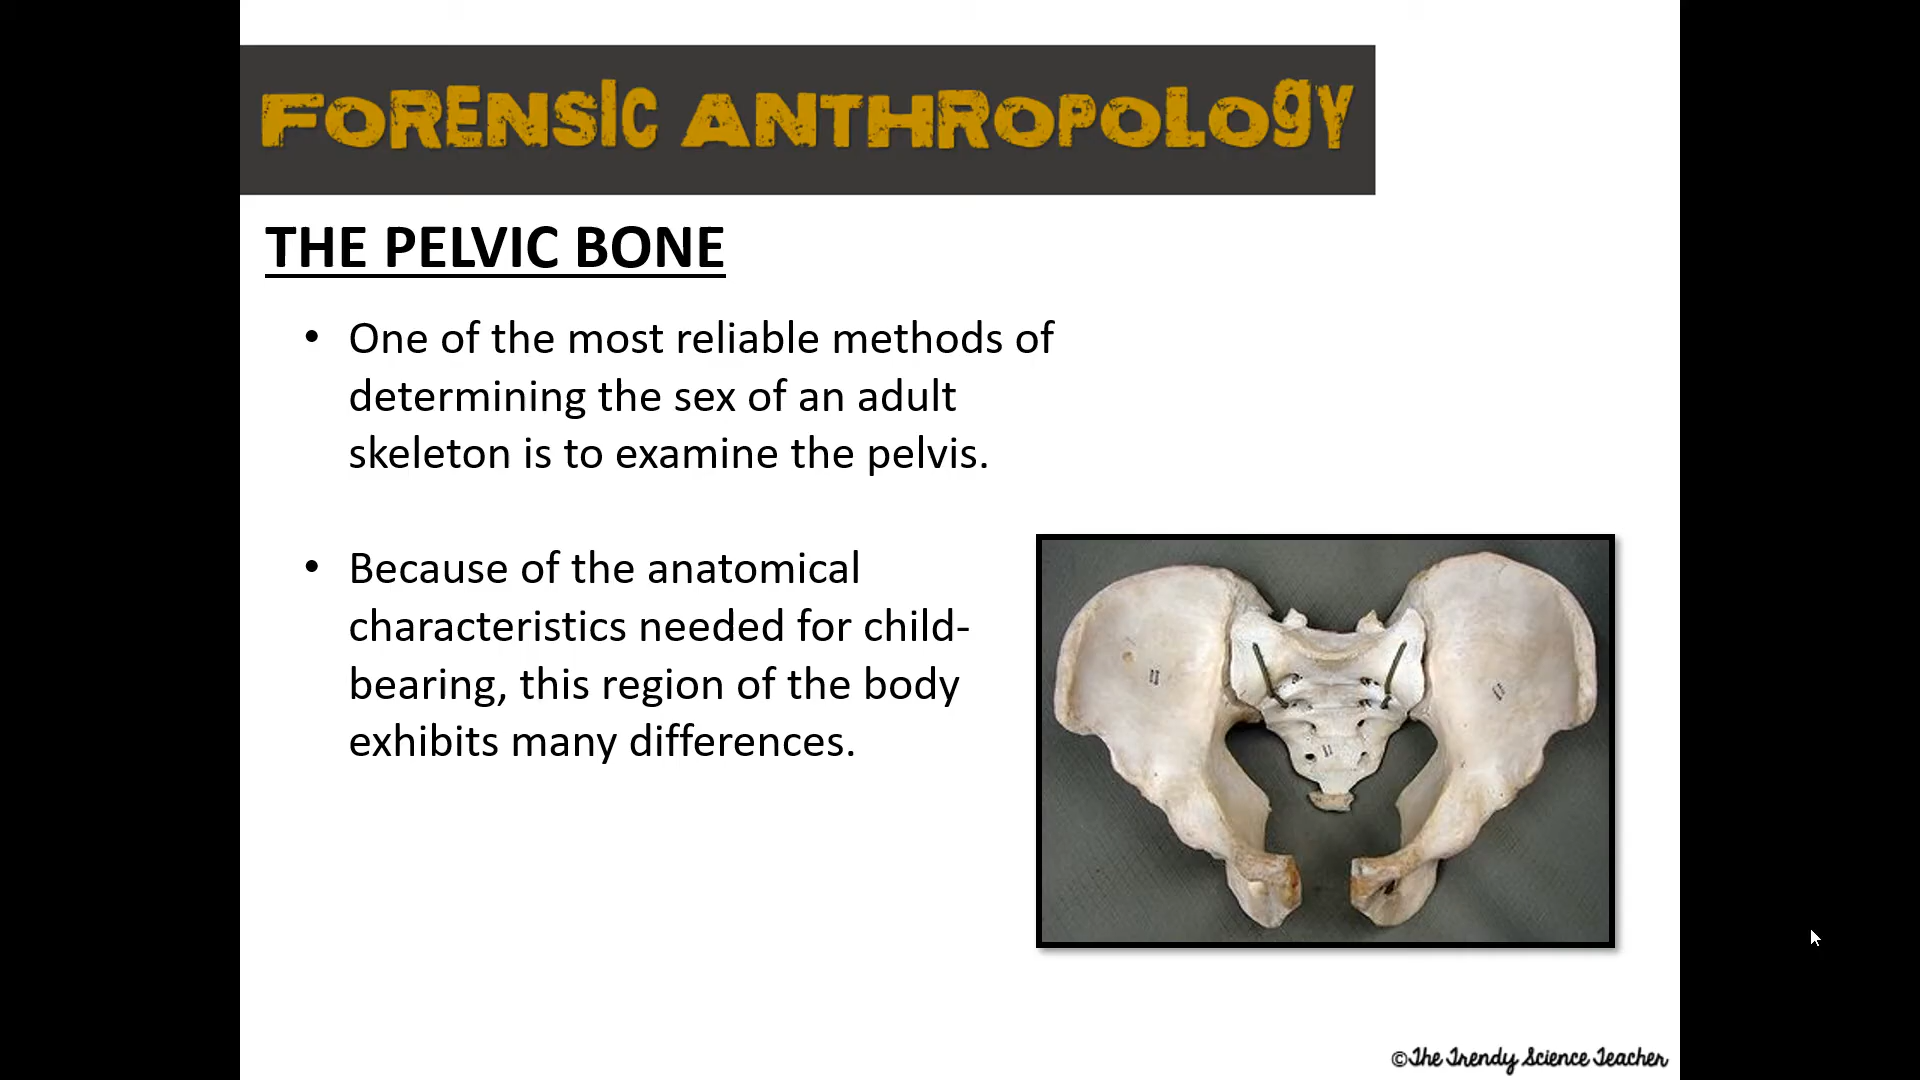 FORENSIC ANTHROPOLOGY
THE PELVIC BONE
• One of the most reliable methods of
determining the sex of an adult
skeleton is to examine the pelvis.
• Because of the anatomical
characteristics needed for child-
bearing, this region of the body
exhibits many differences.
©The Trendy Science Teacher